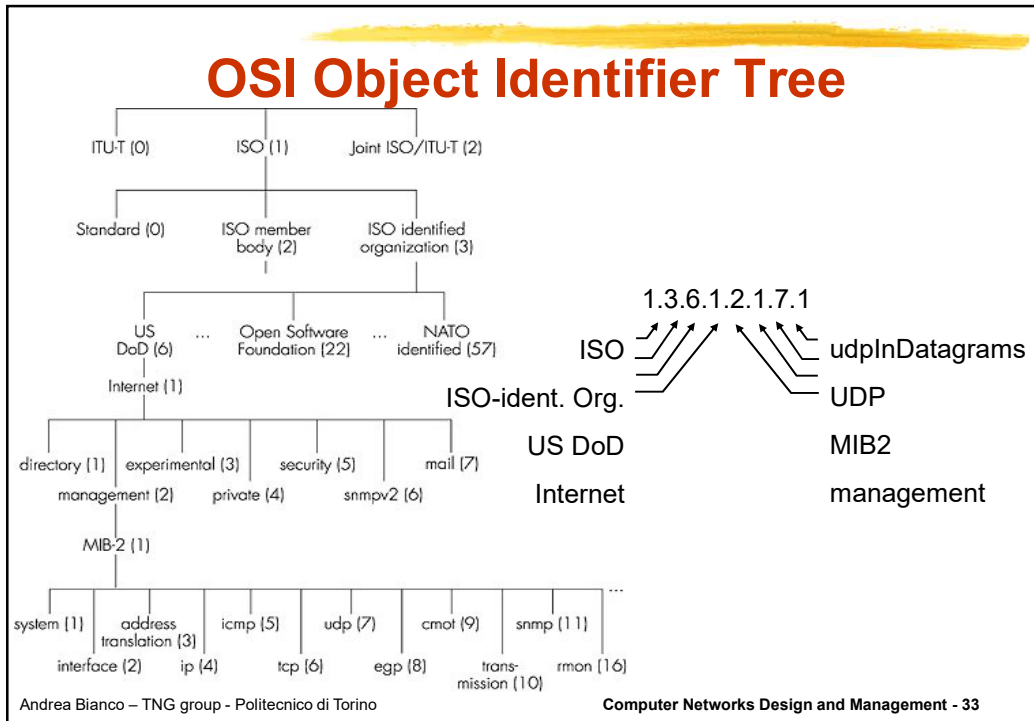 OSI Object Identifier Tree
ITU-T (0) ISO (1) Joint ISO/ITU-T (2)
Standard (0) ISO member ISO identified
body (2) organization (3)
US ... Open Software ... NATO
DoD (6) Foundation (22) identified (57)
Internet (1)
directory (1) experimental (3) security (5) mail (7)
management (2) private (4) snmpv2 (6)
MIB-2 (1)
...
system (1) address icmp (5) udp (7) cmot (9) snmp (11)
translation (3)
interface (2) ip (4) tcp (6) egp (8) trans- rmon (16)
mission (10)
1.3.6.1.2.1.7.1
ISO udpInDatagrams
ISO-ident. Org. UDP
US DoD MIB2
Internet management
Andrea Bianco – TNG group - Politecnico di Torino Computer Networks Design and Management - 33